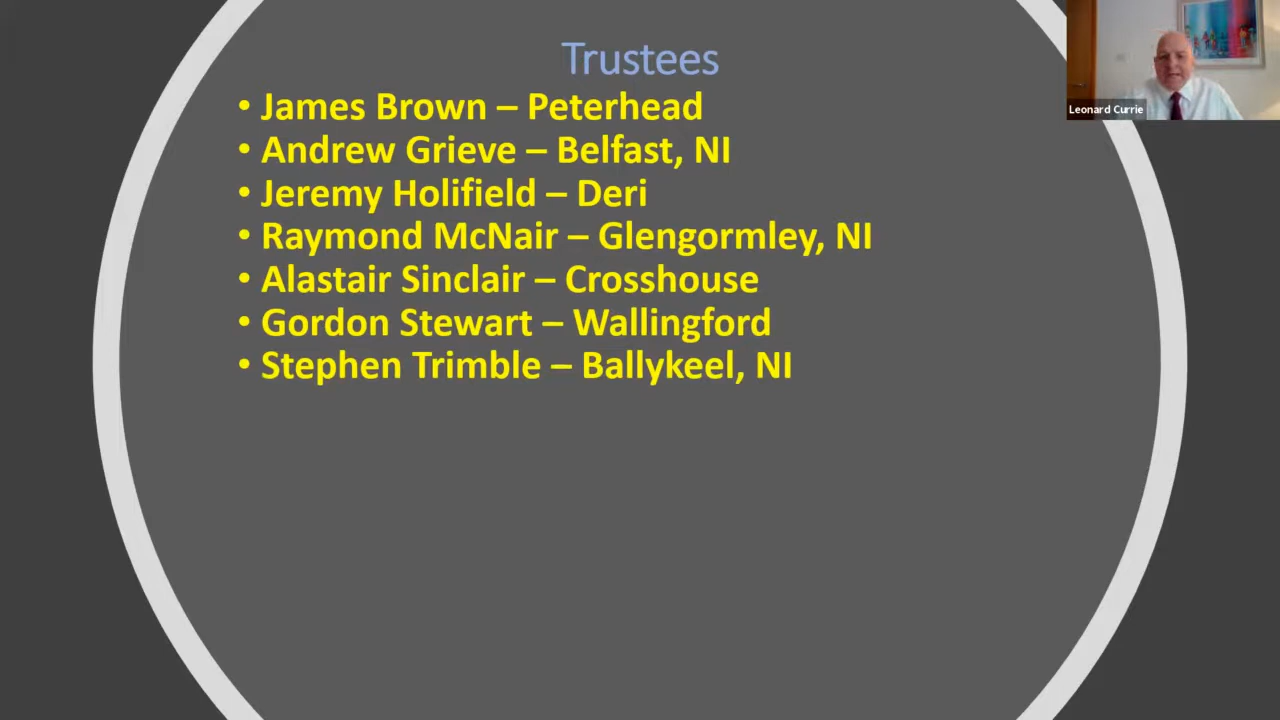 Trustees
• James Brown – Peterhead
• Andrew Grieve – Belfast, NI
• Jeremy Holifield – Deri
• Raymond McNair – Glengormley, NI
• Alastair Sinclair – Crosshouse
• Gordon Stewart – Wallingford
• Stephen Trimble – Ballykeel, NI
Leonard Currie